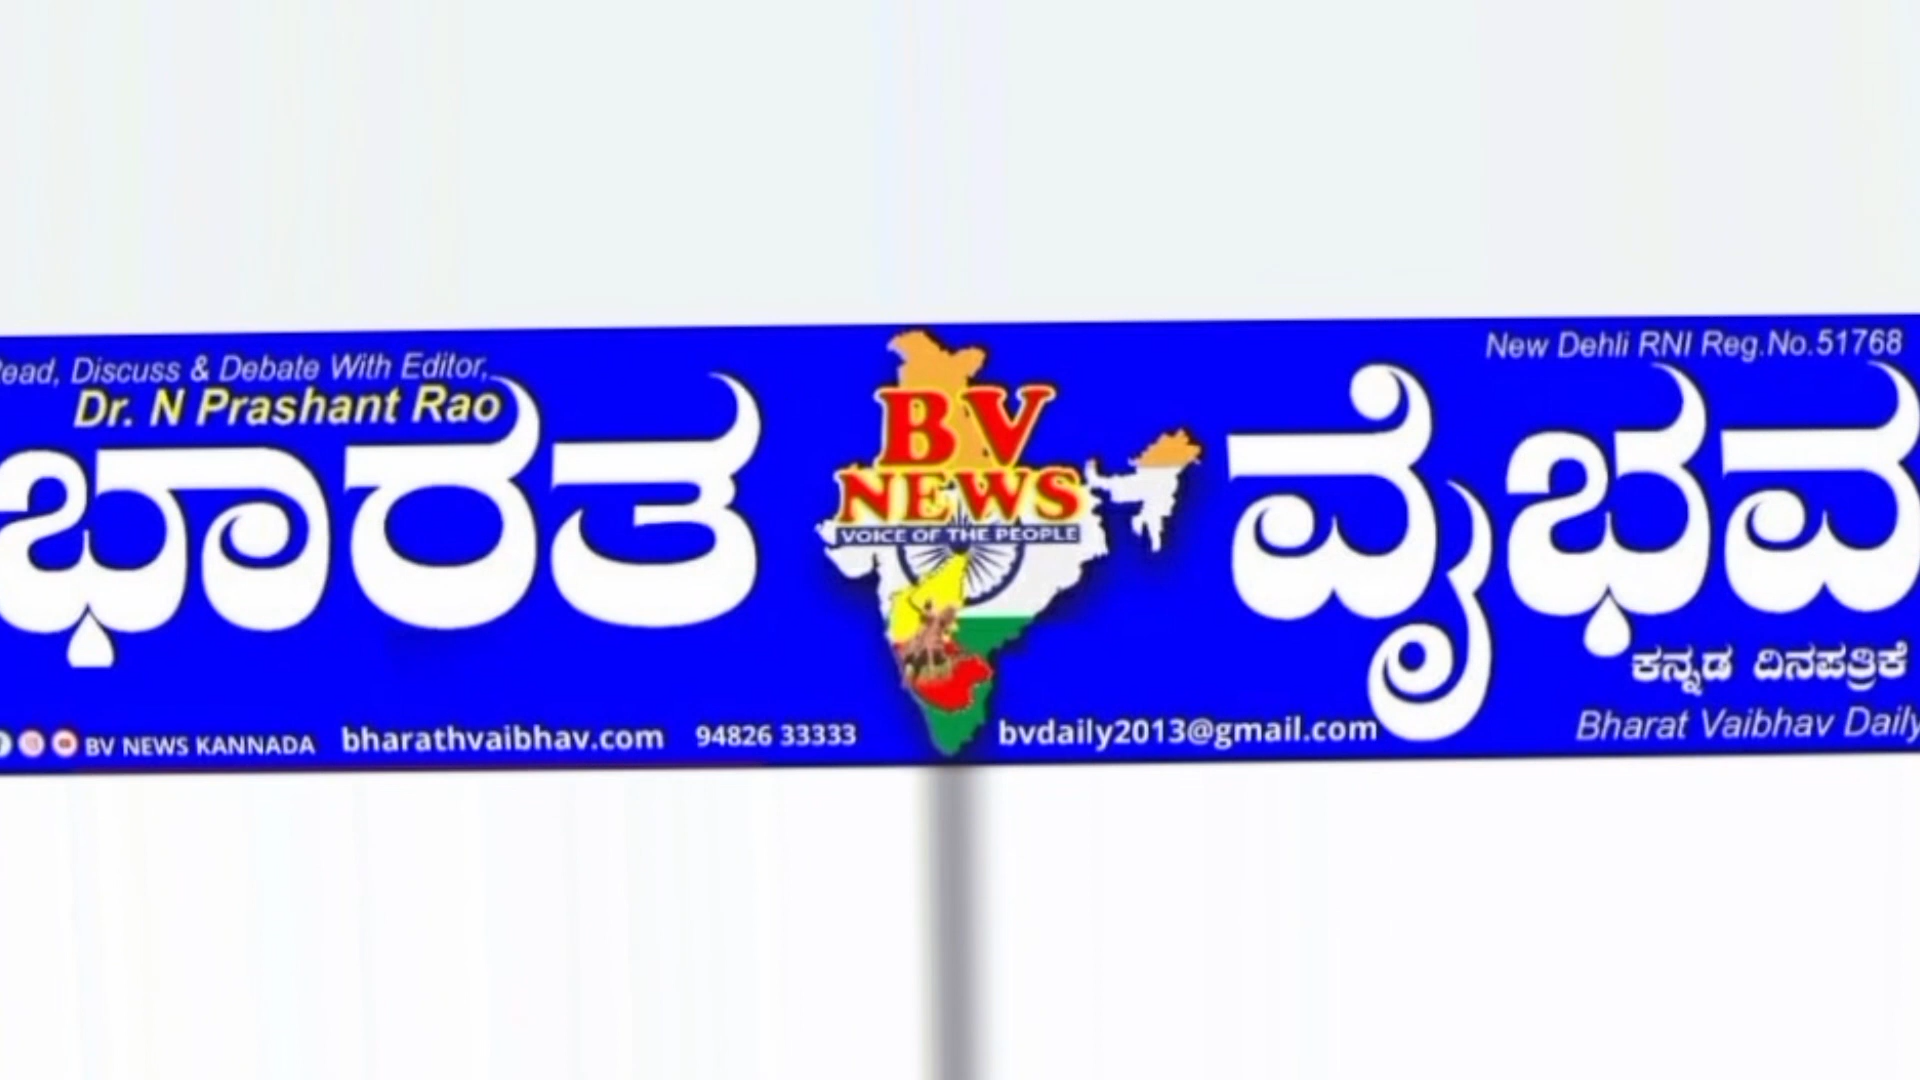 Discuss & Debate With Editor,
Dr. N Prashant Rao
New Dehli RNI Reg.No.51768
ಭಾರತ
BV
NEWS
VOICE OF THE PEOPLE
ವೈಭವ
ಕನ್ನಡ ದಿನಪತ್ರಿಕೆ
Bharat Vaibhav Daily
BV NEWS KANNADA bharathvaibhav.com 94826 33333 bvdaily2013@gmail.com